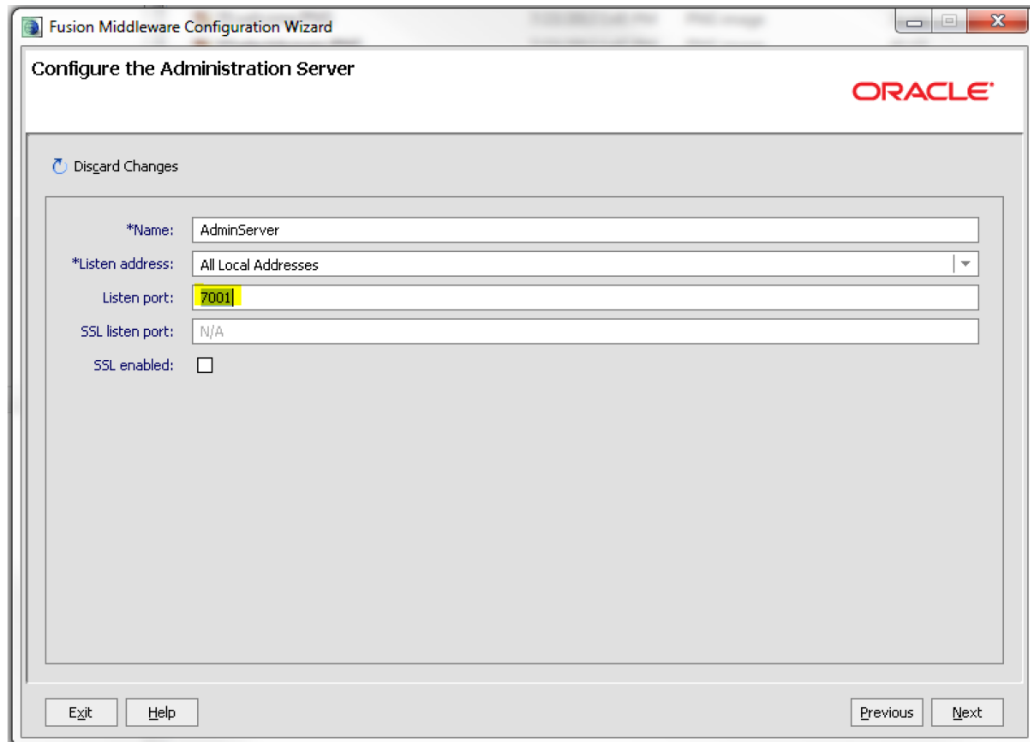 Fusion Middleware Configuration Wizard
Configure the Administration Server
ORACLE
Discard Changes
*Name: AdminServer
*Listen address: All Local Addresses
Listen port: 7001
SSL listen port: N/A
SSL enabled:
Exit Help Previous Next